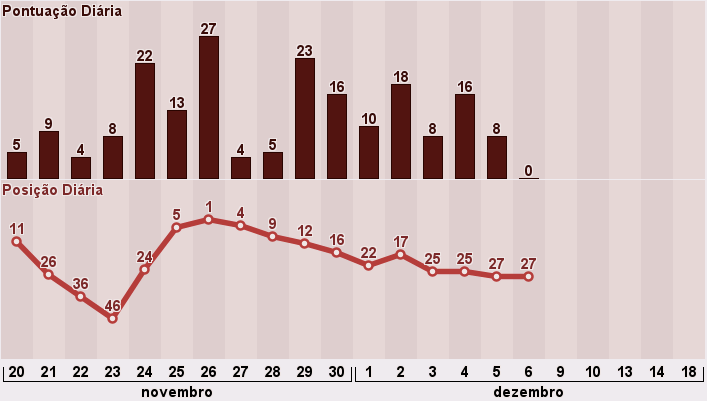 Pontuação Diária
5 9 4 8 22 13 27 4 5 23 16 10 18 8 16 8 0
Posição Diária
11 26 36 46 24 5 1 4 9 12 16 22 17 25 25 27 27
20 21 22 23 24 25 26 27 28 29 30 1 2 3 4 5 6 9 10 13 14 18
novembro dezembro